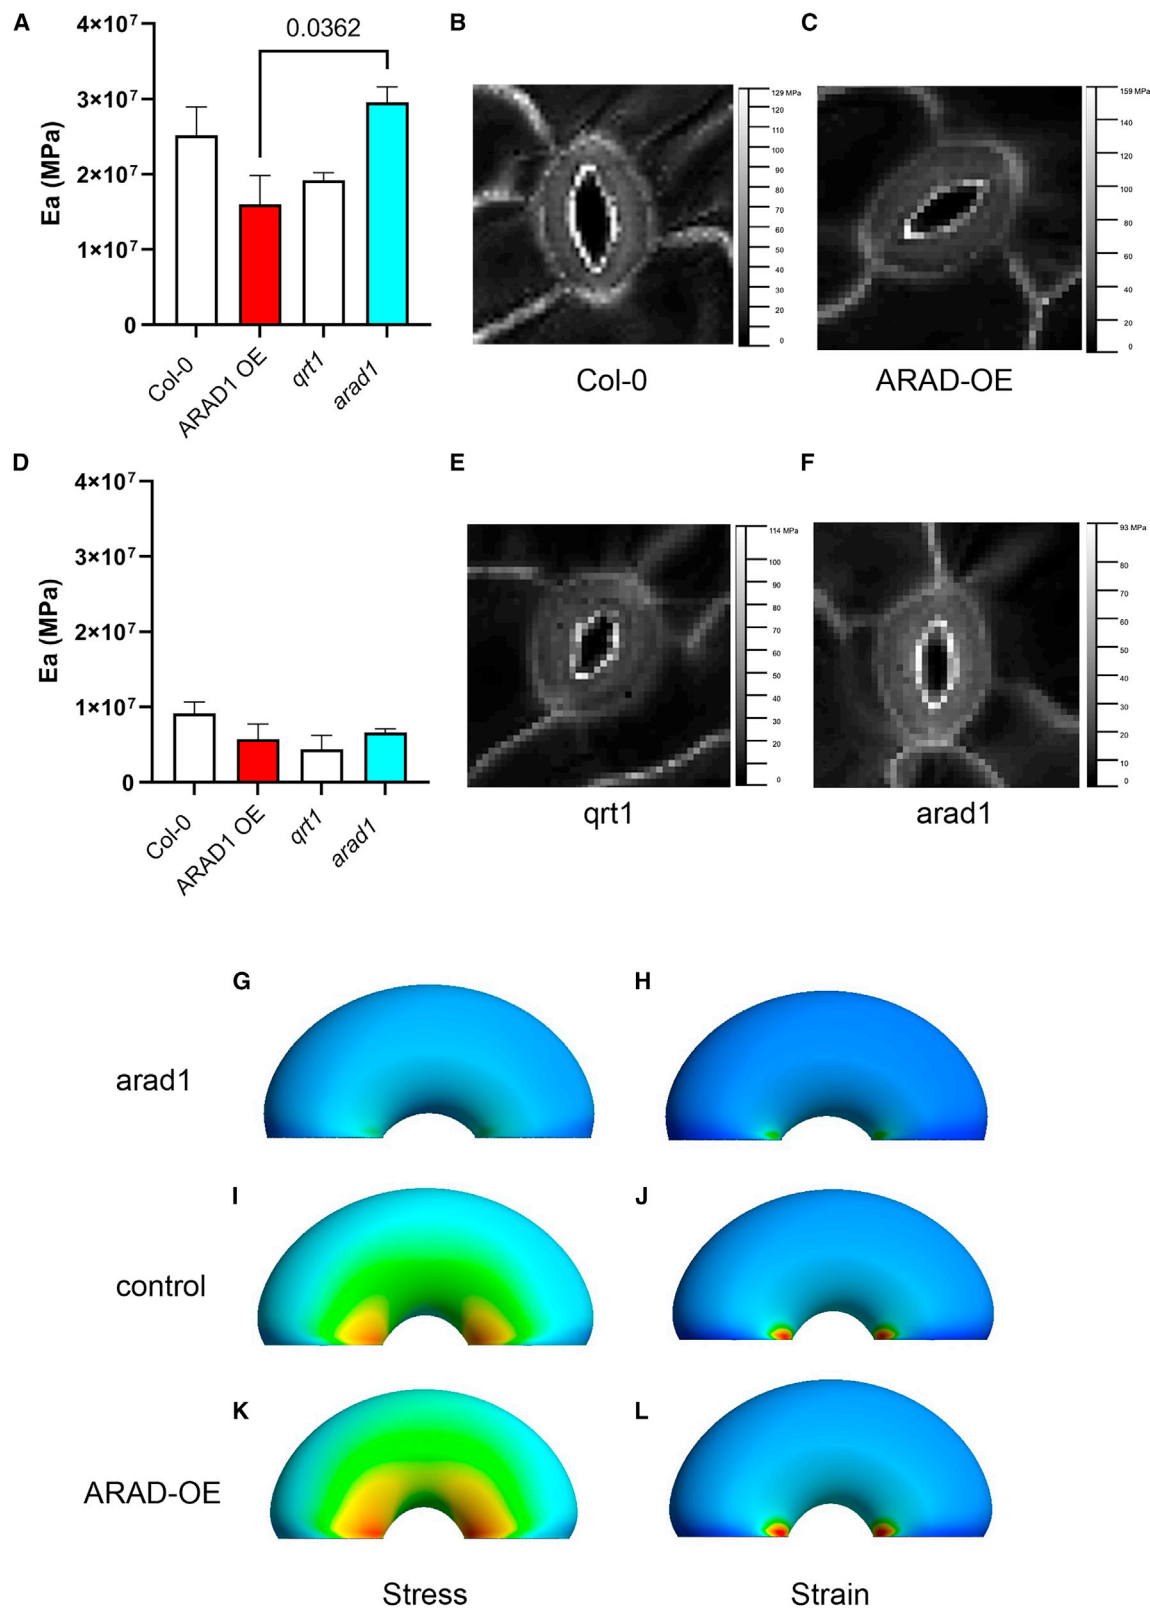 A
4×10⁷
3×10⁷
2×10⁷
1×10⁷
0
Ea (MPa)
0.0362
Col-0
ARAD1 OE
qrt1
arad1
B
129 MPa
120
110
100
90
80
70
60
50
40
30
20
0
Col-0
C
159 MPa
140
120
100
80
60
40
20
0
ARAD-OE
D
4×10⁷
3×10⁷
2×10⁷
1×10⁷
0
Ea (MPa)
Col-0
ARAD1 OE
qrt1
arad1
E
114 MPa
100
90
80
70
60
50
40
30
20
0
qrt1
F
93 MPa
80
70
60
50
40
30
20
10
0
arad1
G
H
arad1
I
J
control
K
L
ARAD-OE
Stress
Strain